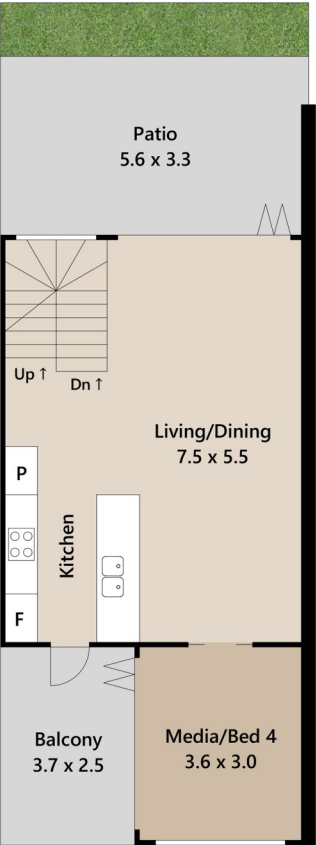 Patio
5.6 x 3.3
Up ↑
Dn ↑
Living/Dining
7.5 x 5.5
P
Kitchen
F
Balcony
3.7 x 2.5
Media/Bed 4
3.6 x 3.0